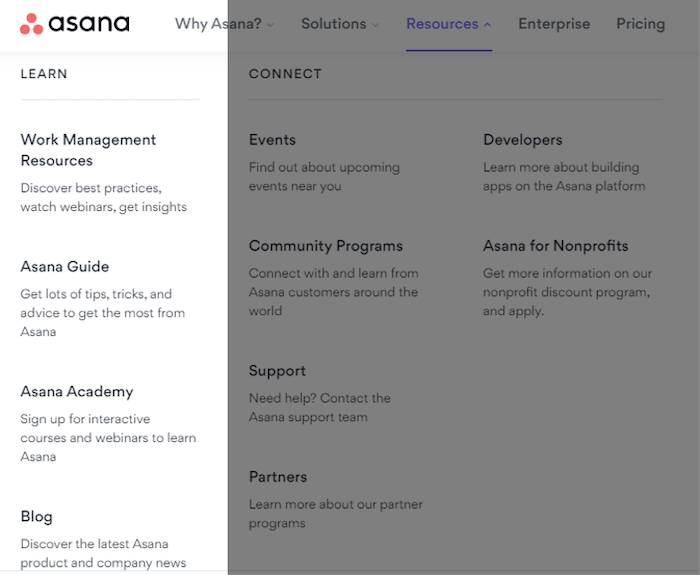 asana
Why Asana? Solutions Resources Enterprise Pricing
LEARN
Work Management
Resources
Discover best practices,
watch webinars, get insights
Asana Guide
Get lots of tips, tricks, and
advice to get the most from
Asana
Asana Academy
Sign up for interactive
courses and webinars to learn
Asana
Blog
Discover the latest Asana
product and company news
CONNECT
Events
Find out about upcoming
events near you
Community Programs
Connect with and learn from
Asana customers around the
world
Support
Need help? Contact the
Asana support team
Partners
Learn more about our partner
programs
Developers
Learn more about building
apps on the Asana platform
Asana for Nonprofits
Get more information on our
nonprofit discount program,
and apply.